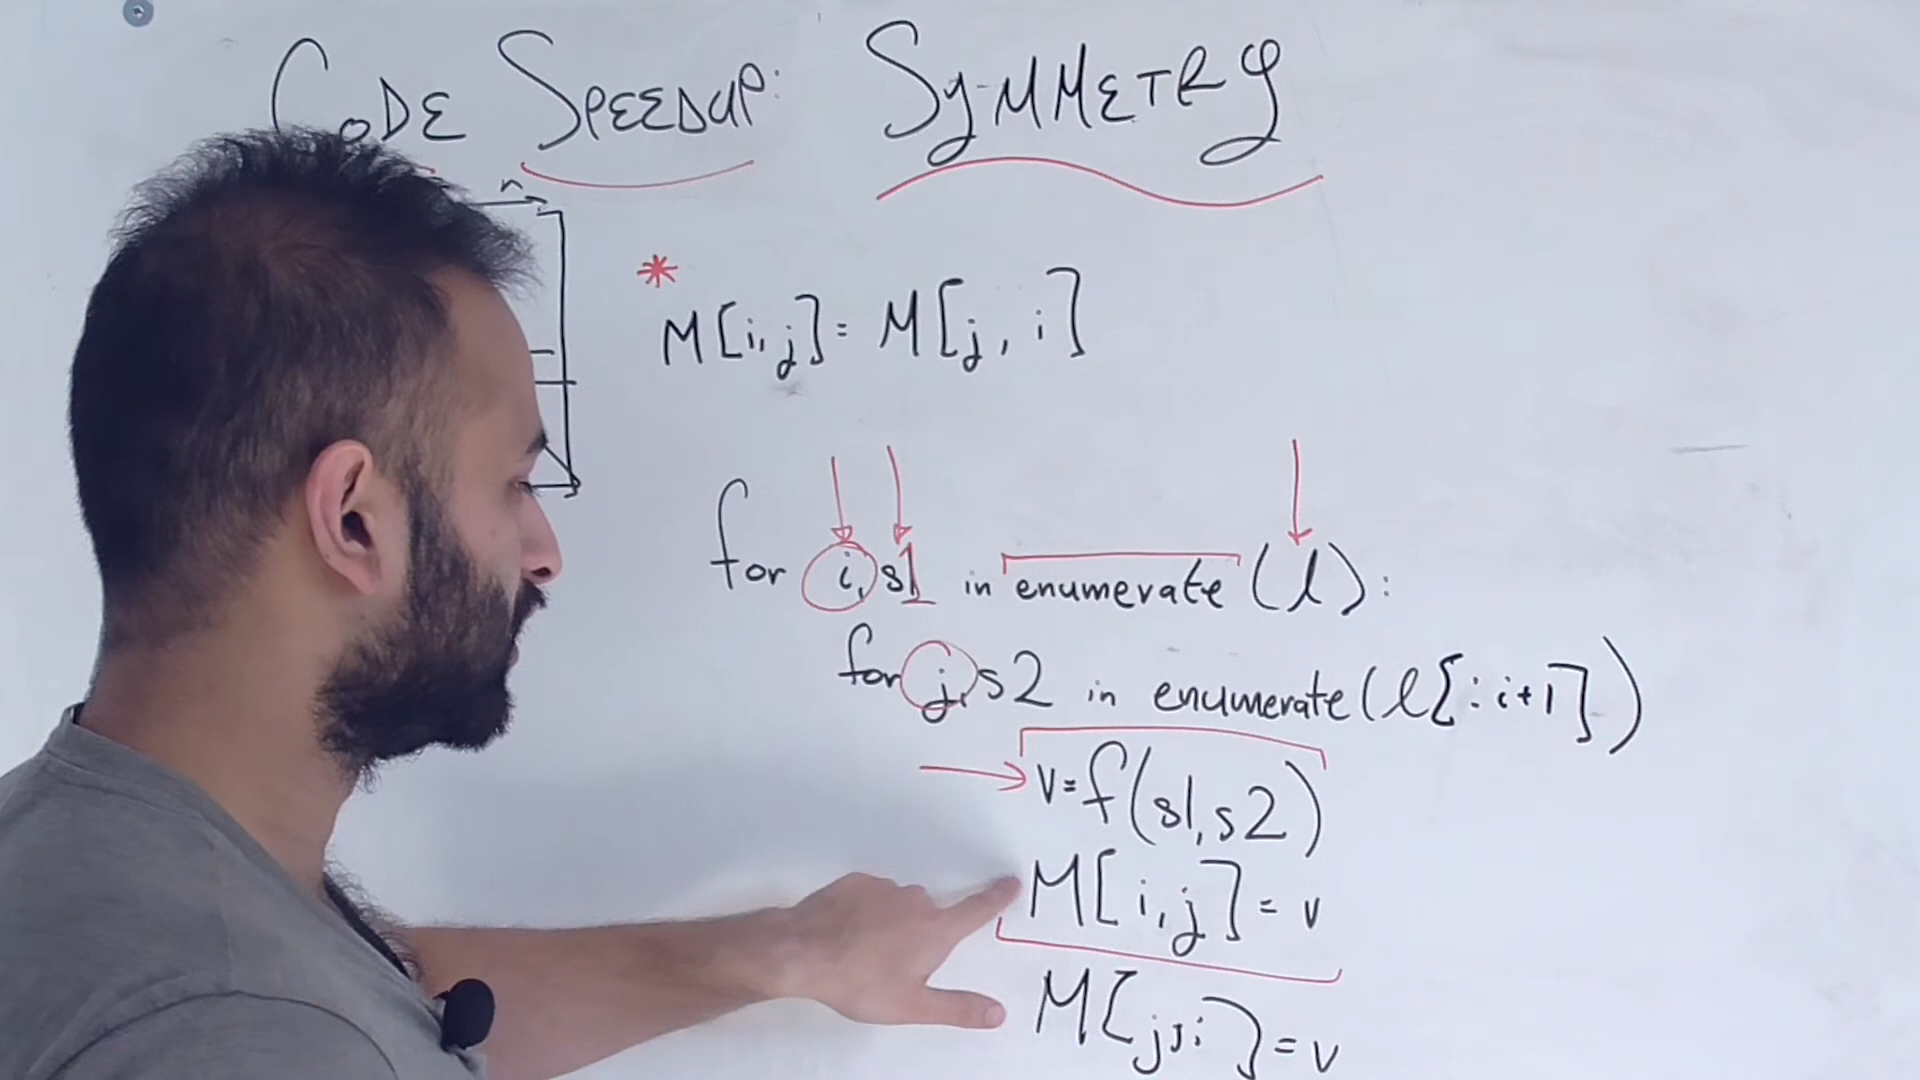 CODE SPEEDUP: SYMMETRY
n
*
M[i,j] = M[j, i]
for i, s1 in enumerate (l):
for j, s2 in enumerate (l[:i+1])
v = f(s1, s2)
M[i,j] = v
M[j,i] = v